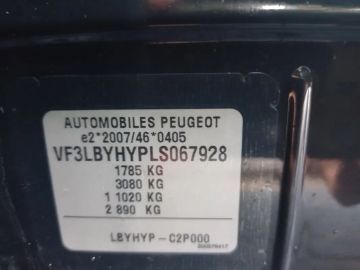 AUTOMOBILES PEUGEOT
e2*2007/46*0405
VF3LBYHYPLS067928
1785 KG
3080 KG
1 1020 KG
2 890 KG
LBYHYP – C2P000